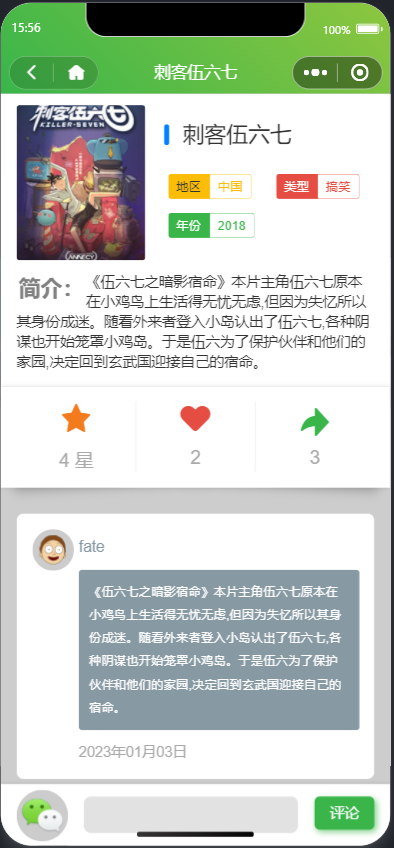 15:56
100%
刺客伍六七
刺客伍六七
KILLER·SEVEN
ANNECY
刺客伍六七
地区 中国
类型 搞笑
年份 2018
简介: 《伍六七之暗影宿命》本片主角伍六七原本
在小鸡鸟上生活得无忧无虑,但因为失忆所以
其身份成迷。随看外来者登入小岛认出了伍六七,各种阴
谋也开始笼罩小鸡岛。于是伍六为了保护伙伴和他们的
家园,决定回到玄武国迎接自己的宿命。
4 星
2
3
fate
《伍六七之暗影宿命》本片主角伍六七原本在
小鸡鸟上生活得无忧无虑,但因为失忆所以其身
份成迷。随看外来者登入小岛认出了伍六七,各
种阴谋也开始笼罩小鸡岛。于是伍六为了保护
伙伴和他们的家园,决定回到玄武国迎接自己的
宿命。
2023年01月03日
评论